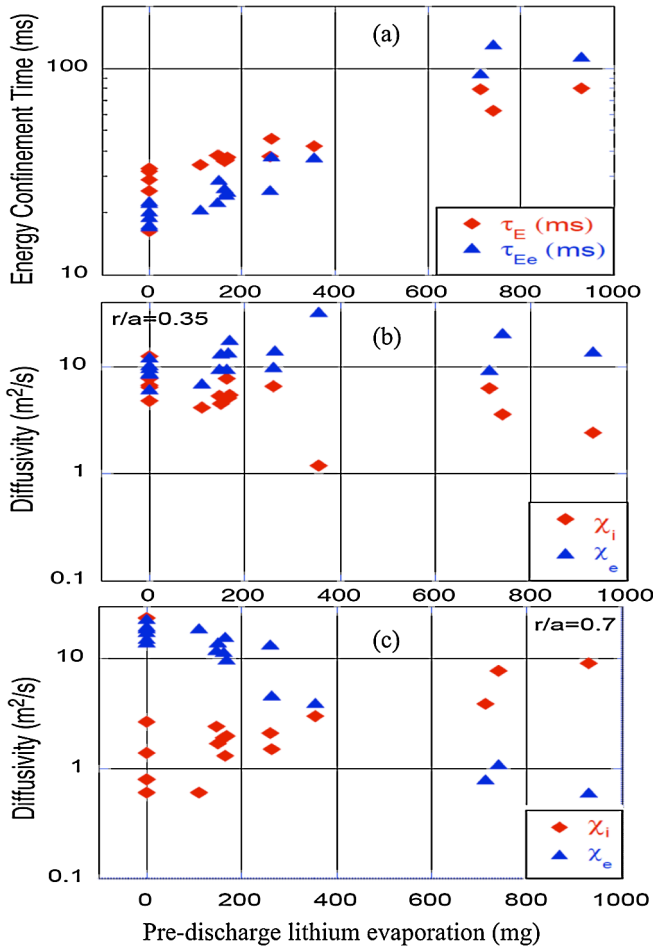 (a)
Energy Confinement Time (ms)
100
10
τE (ms)
τEe (ms)
0 200 400 600 800 1000
r/a=0.35
(b)
Diffusivity (m²/s)
10
1
0.1
χi
χe
0 200 400 600 800 1000
(c)
r/a=0.7
Diffusivity (m²/s)
10
1
0.1
χi
χe
0 200 400 600 800 1000
Pre-discharge lithium evaporation (mg)